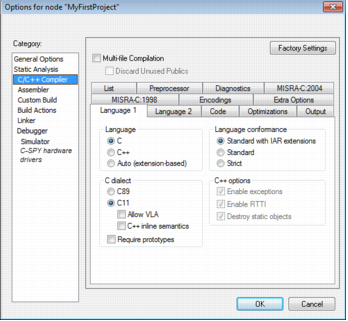 Options for node "MyFirstProject"
Category:
General Options
Static Analysis
C/C++ Compiler
Assembler
Custom Build
Build Actions
Linker
Debugger
Simulator
C-SPY hardware
drivers
Factory Settings
Multi-file Compilation
Discard Unused Publics
List Preprocessor Diagnostics MISRA-C:2004
MISRA-C:1998 Encodings Extra Options
Language 1 Language 2 Code Optimizations Output
Language
C
C++
Auto (extension-based)
Language conformance
Standard with IAR extensions
Standard
Strict
C dialect
C89
C11
Allow VLA
C++ inline semantics
Require prototypes
C++ options
Enable exceptions
Enable RTTI
Destroy static objects
OK Cancel